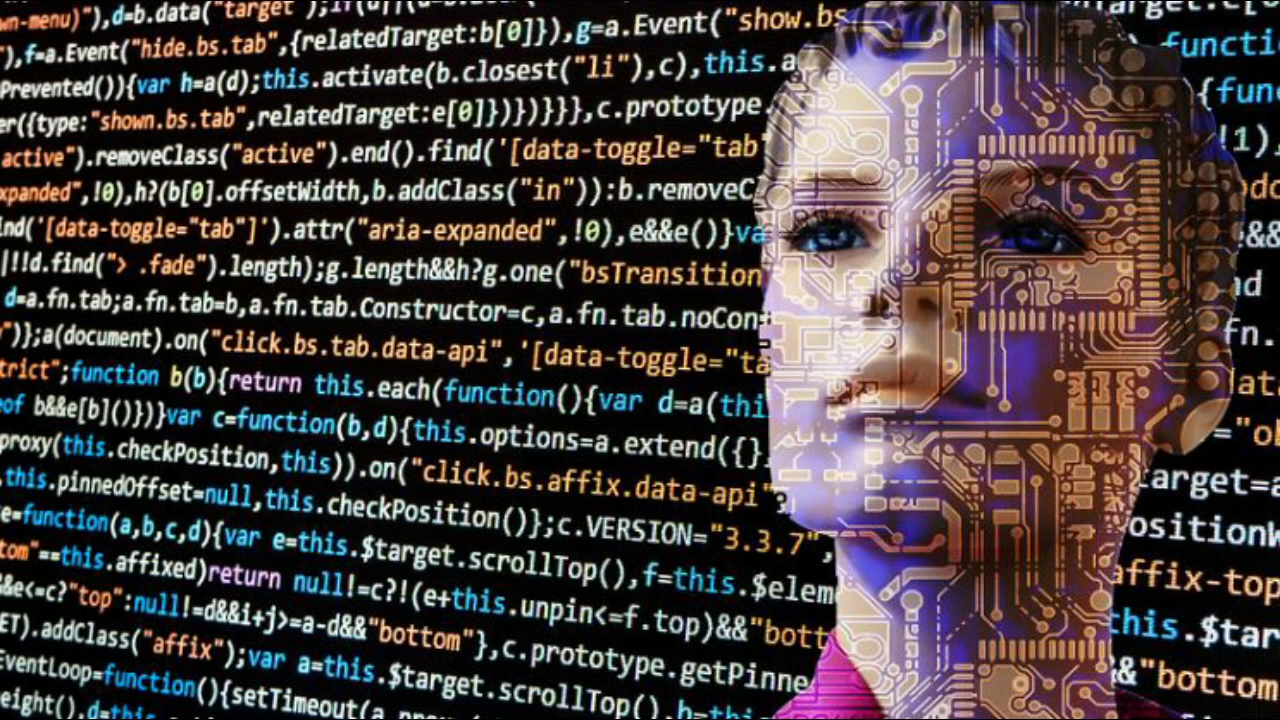 wn-menu)"),d=b.data("target");if(
"),f=a.Event("hide.bs.tab",{relatedTarget:b[0]}),g=a.Event("show.bs
Prevented()){var h=a(d);this.activate(b.closest("li"),c),this.a
er({type:"shown.bs.tab",relatedTarget:e[0]})})}}},c.prototype.
active").removeClass("active").end().find('[data-toggle="tab"
xpanded",!0),h?(b[0].offsetWidth,b.addClass("in")):b.removeC
ind('[data-toggle="tab"]').attr("aria-expanded",!0),e&&e()}va
||!!d.find("> .fade").length);g.length&&h?g.one("bsTransition
d=a.fn.tab;a.fn.tab=b,a.fn.tab.Constructor=c,a.fn.tab.noCon
")};a(document).on("click.bs.tab.data-api",'[data-toggle="ta
trict";function b(b){return this.each(function(){var d=a(thi
eof b&&e[b]()})}var c=function(b,d){this.options=a.extend({}
proxy(this.checkPosition,this)).on("click.bs.affix.data-api"
,this.pinnedOffset=null,this.checkPosition()};c.VERSION="3.3.7",
e=function(a,b,c,d){var e=this.$target.scrollTop(),f=this.$elem
tom"==this.affixed)return null!=c?!(e+this.unpin<=f.top)&&"bott
&e<=c?"top":null!=d&&i+j>=a-d&&"bottom"},c.prototype.getPinne
ET).addClass("affix");var a=this.$target.scrollTop(),
EventLoop=function(){setTimeout(a
eight(),d=this
functi
{func
!1),
&&
fn.
="ol
target=a
ositionW
affix-top
this.$tar
&"bottom